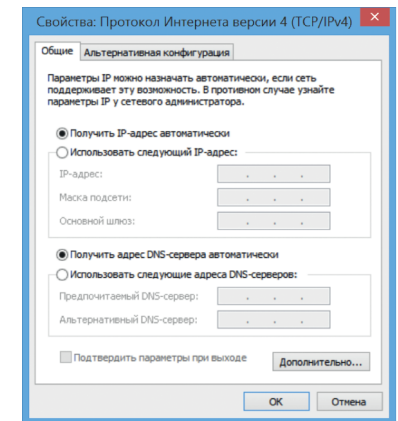 Свойства: Протокол Интернета версии 4 (TCP/IPv4)
Общие Альтернативная конфигурация
Параметры IP можно назначать автоматически, если сеть
поддерживает эту возможность. В противном случае узнайте
параметры IP у сетевого администратора.
Получить IP-адрес автоматически
Использовать следующий IP-адрес:
IP-адрес:
Маска подсети:
Основной шлюз:
Получить адрес DNS-сервера автоматически
Использовать следующие адреса DNS-серверов:
Предпочитаемый DNS-сервер:
Альтернативный DNS-сервер:
Подтвердить параметры при выходе
Дополнительно...
ОК Отмена